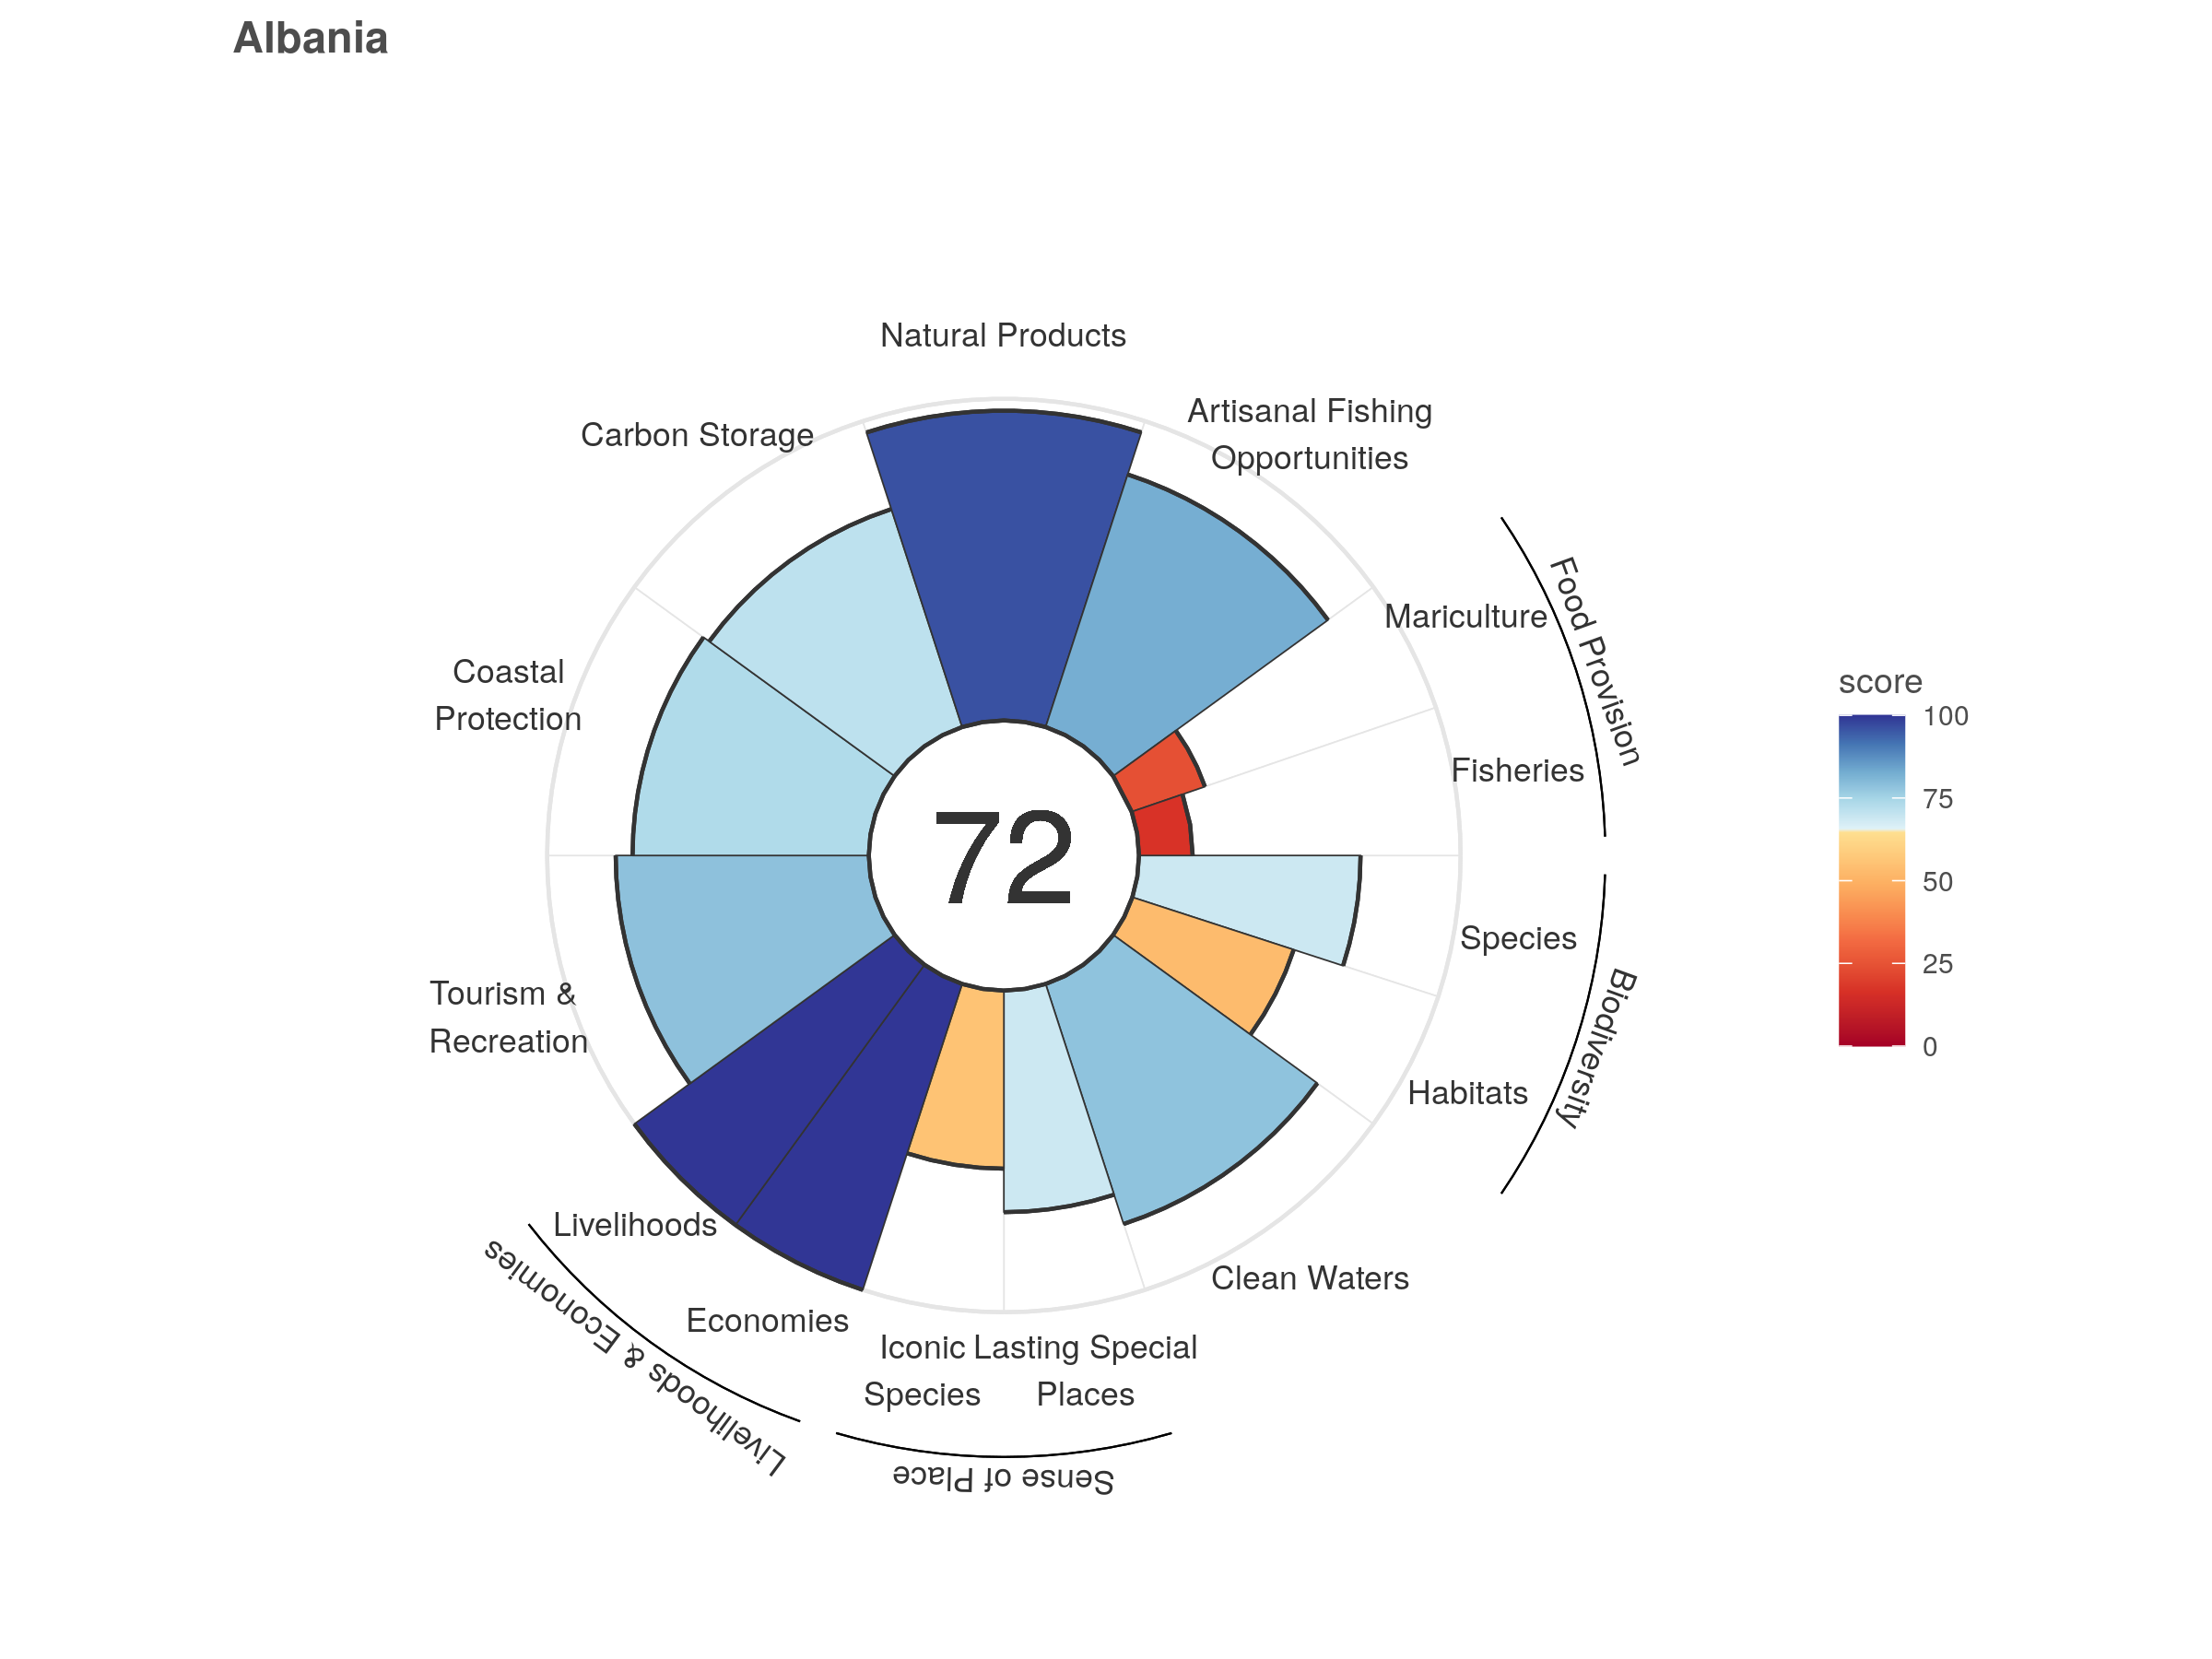 Albania
Natural Products
Artisanal Fishing
Opportunities
Carbon Storage
Mariculture
Food Provision
Fisheries
Coastal
Protection
72
score
100
75
50
25
0
Species
Biodiversity
Habitats
Tourism &
Recreation
Livelihoods
Clean Waters
Economies
Livelihoods & Economies
Iconic
Species
Lasting Special
Places
Sense of Place